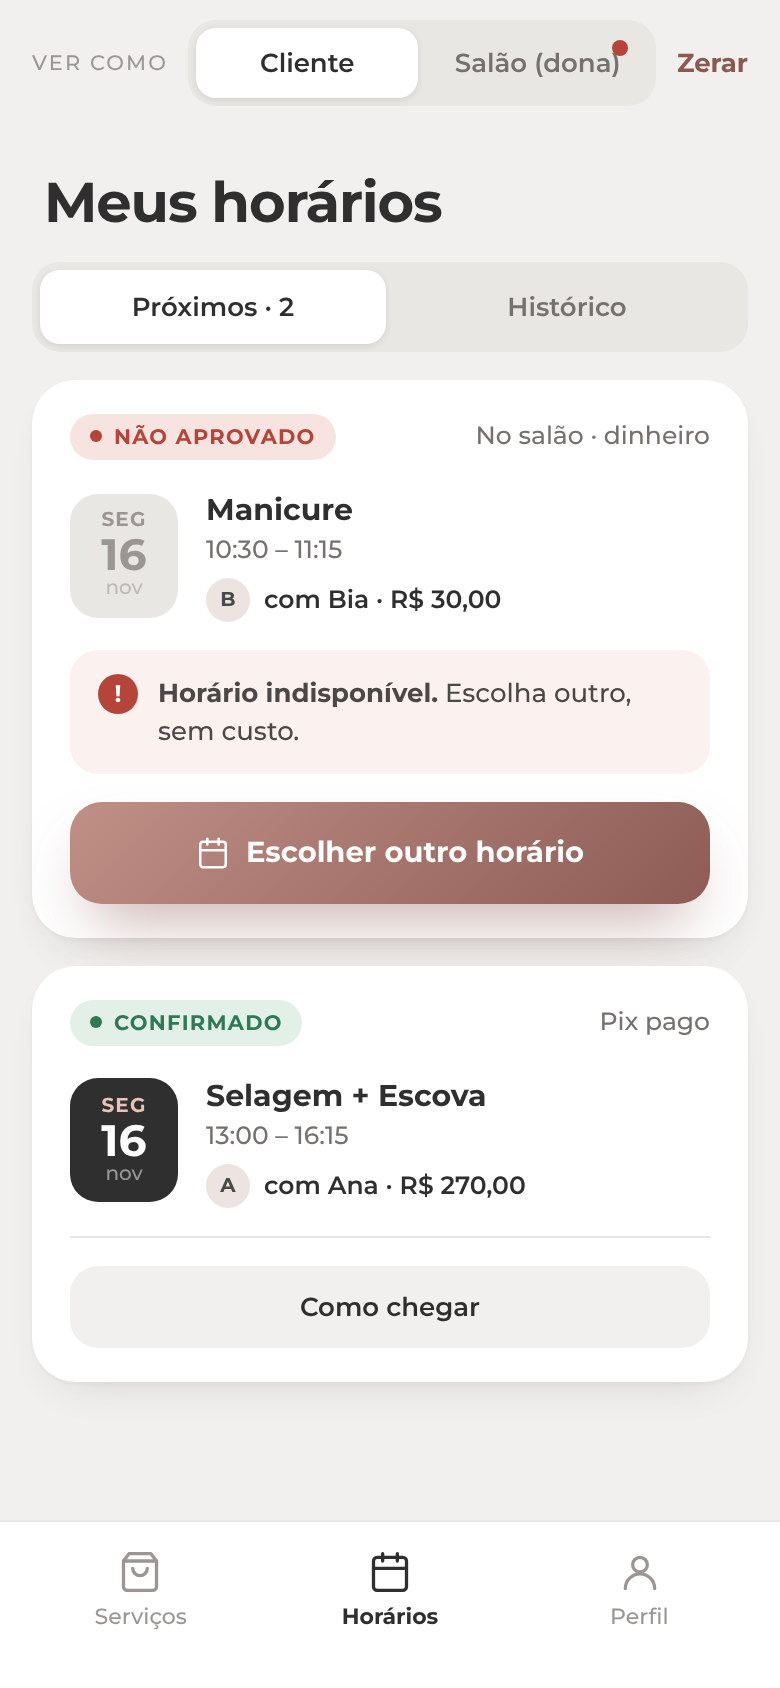 VER COMO
Cliente
Salão (dona)
Zerar
Meus horários
Próximos · 2
Histórico
NÃO APROVADO
No salão · dinheiro
SEG
16
nov
Manicure
10:30 – 11:15
B
com Bia · R$ 30,00
!
Horário indisponível. Escolha outro,
sem custo.
Escolher outro horário
CONFIRMADO
Pix pago
SEG
16
nov
Selagem + Escova
13:00 – 16:15
A
com Ana · R$ 270,00
Como chegar
Serviços
Horários
Perfil